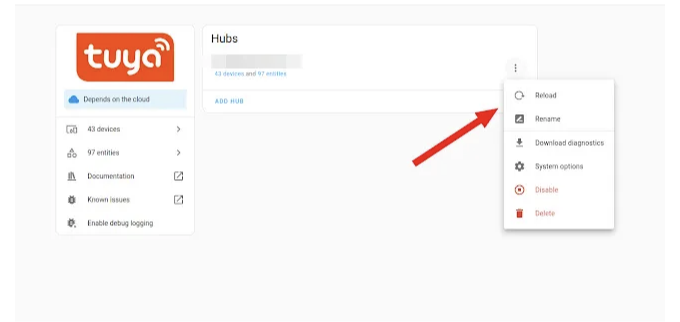 tuya
Depends on the cloud
43 devices
97 entities
Documentation
Known issues
Enable debug logging
Hubs
43 devices and 97 entities
ADD HUB
Reload
Rename
Download diagnostics
System options
Disable
Delete